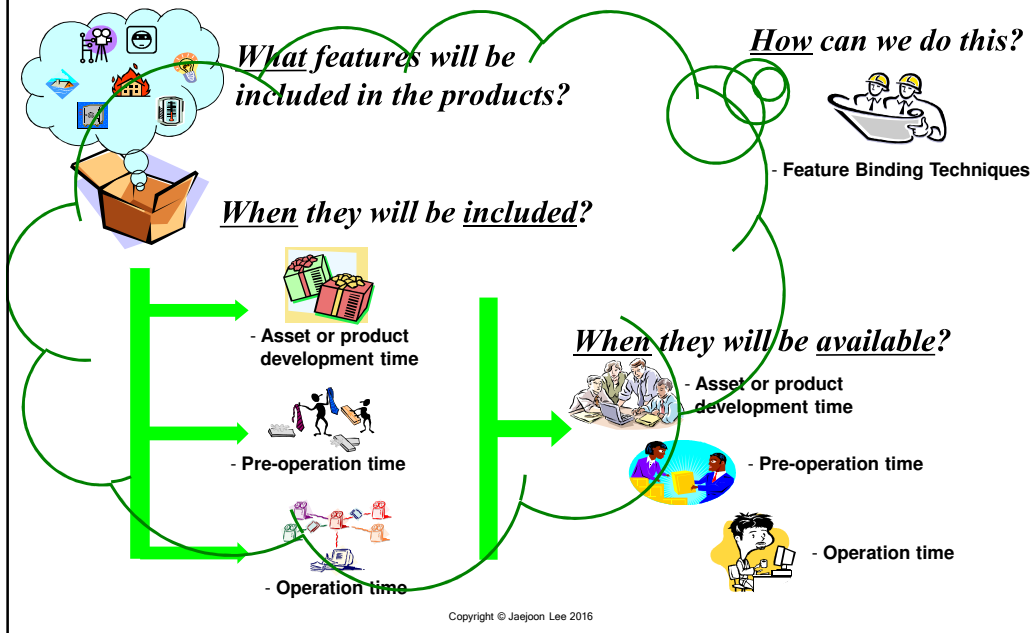 What features will be
included in the products?
How can we do this?
- Feature Binding Techniques
When they will be included?
- Asset or product
development time
- Pre-operation time
- Operation time
When they will be available?
- Asset or product
development time
- Pre-operation time
- Operation time
Copyright © Jaejoon Lee 2016